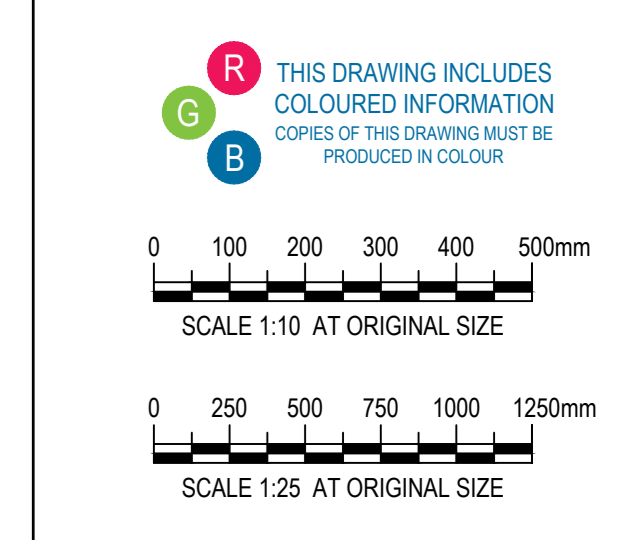 R
G
B
THIS DRAWING INCLUDES
COLOURED INFORMATION
COPIES OF THIS DRAWING MUST BE
PRODUCED IN COLOUR
0 100 200 300 400 500mm
SCALE 1:10 AT ORIGINAL SIZE
0 250 500 750 1000 1250mm
SCALE 1:25 AT ORIGINAL SIZE